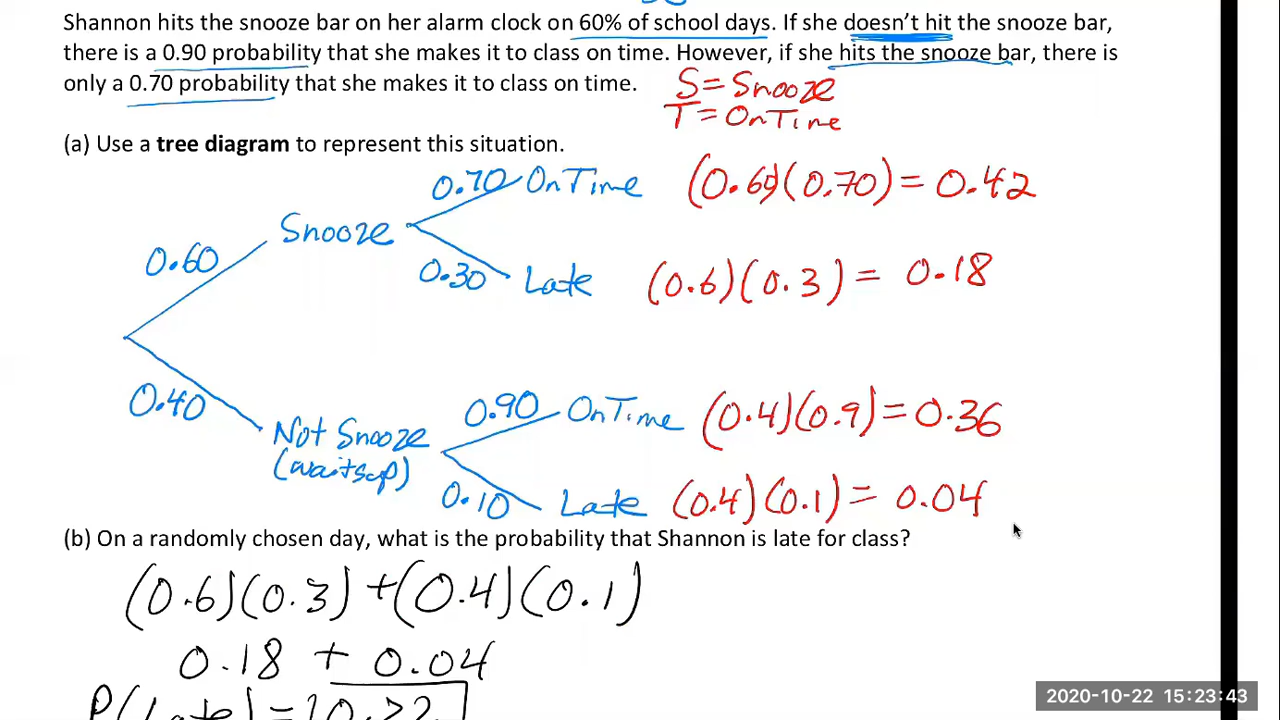 Shannon hits the snooze bar on her alarm clock on 60% of school days. If she doesn't hit the snooze bar,
there is a 0.90 probability that she makes it to class on time. However, if she hits the snooze bar, there is
only a 0.70 probability that she makes it to class on time.
S = Snooze
T = On Time
(a) Use a tree diagram to represent this situation.
0.70 On Time (0.60)(0.70) = 0.42
0.60 Snooze
0.30 Late (0.6)(0.3) = 0.18
0.40
0.90 On Time (0.4)(0.9) = 0.36
Not Snooze
0.10 Late (0.4)(0.1) = 0.04
(b) On a randomly chosen day, what is the probability that Shannon is late for class?
(0.6)(0.3) + (0.4)(0.1)
0.18 + 0.04
P(Late) = 0.22
2020-10-22 15:23:43